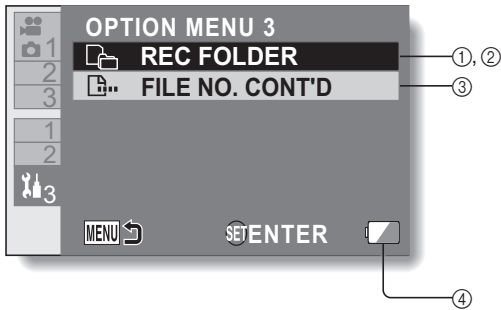 OPTION MENU 3
1
REC FOLDER
①, ②
2
FILE NO. CONT'D
③
3
1
2
3
MENU
SET ENTER
④